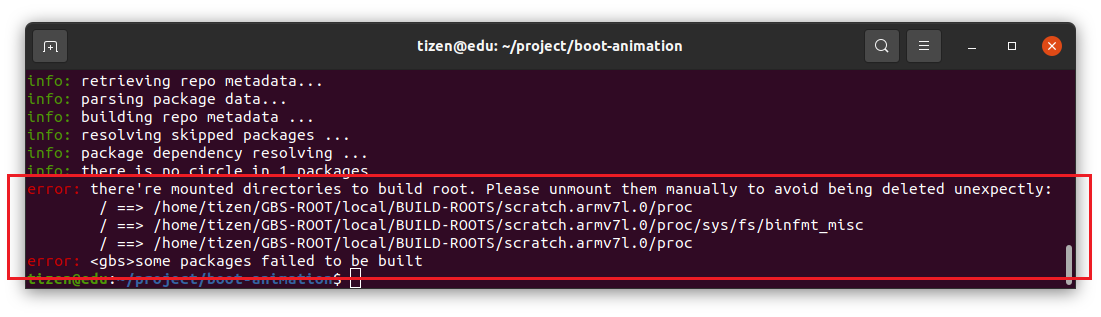 tizen@edu: ~/project/boot-animation
info: retrieving repo metadata...
info: parsing package data...
info: building repo metadata ...
info: resolving skipped packages ...
info: package dependency resolving ...
info: there is no circle in 1 packages
error: there're mounted directories to build root. Please unmount them manually to avoid being deleted unexpectly:
/ ==> /home/tizen/GBS-ROOT/local/BUILD-ROOTS/scratch.armv7l.0/proc
/ ==> /home/tizen/GBS-ROOT/local/BUILD-ROOTS/scratch.armv7l.0/proc/sys/fs/binfmt_misc
/ ==> /home/tizen/GBS-ROOT/local/BUILD-ROOTS/scratch.armv7l.0/proc
error: <gbs>some packages failed to be built
tizen@edu:~/project/boot-animation$